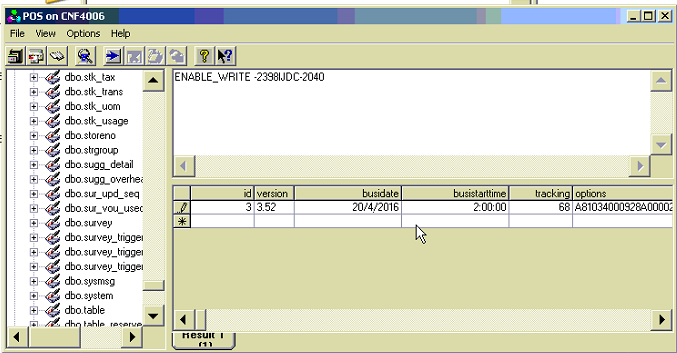 POS on CNF4006
File View Options Help
dbo.stk_tax
dbo.stk_trans
dbo.stk_uom
dbo.stk_usage
dbo.storeno
dbo.strgroup
dbo.sugg_detail
dbo.sugg_overhea
dbo.sur_upd_seq
dbo.sur_vou_used
dbo.survey
dbo.survey_trigger
dbo.survey_trigger
dbo.survey_trigger
dbo.sysmsg
dbo.system
dbo.table
dbo.table_reserve
ENABLE_WRITE -2398IJDC-2040
id version busidate busistarttime tracking options
3 3.52 20/4/2016 2:00:00 68 A81034000928A00002
Result 1
(1)